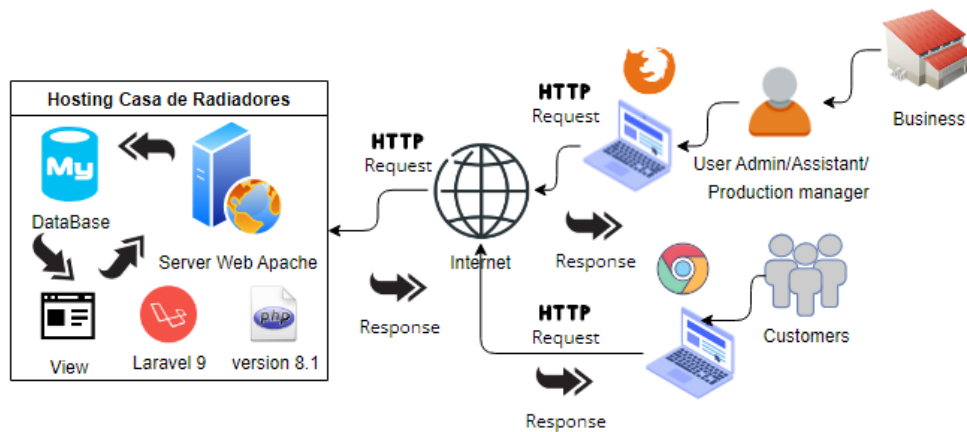 Hosting Casa de Radiadores
My
DataBase
Server Web Apache
View
Laravel 9
php
version 8.1
HTTP
Request
Response
Internet
HTTP
Request
Response
User Admin/Assistant/
Production manager
Business
HTTP
Request
Response
Customers